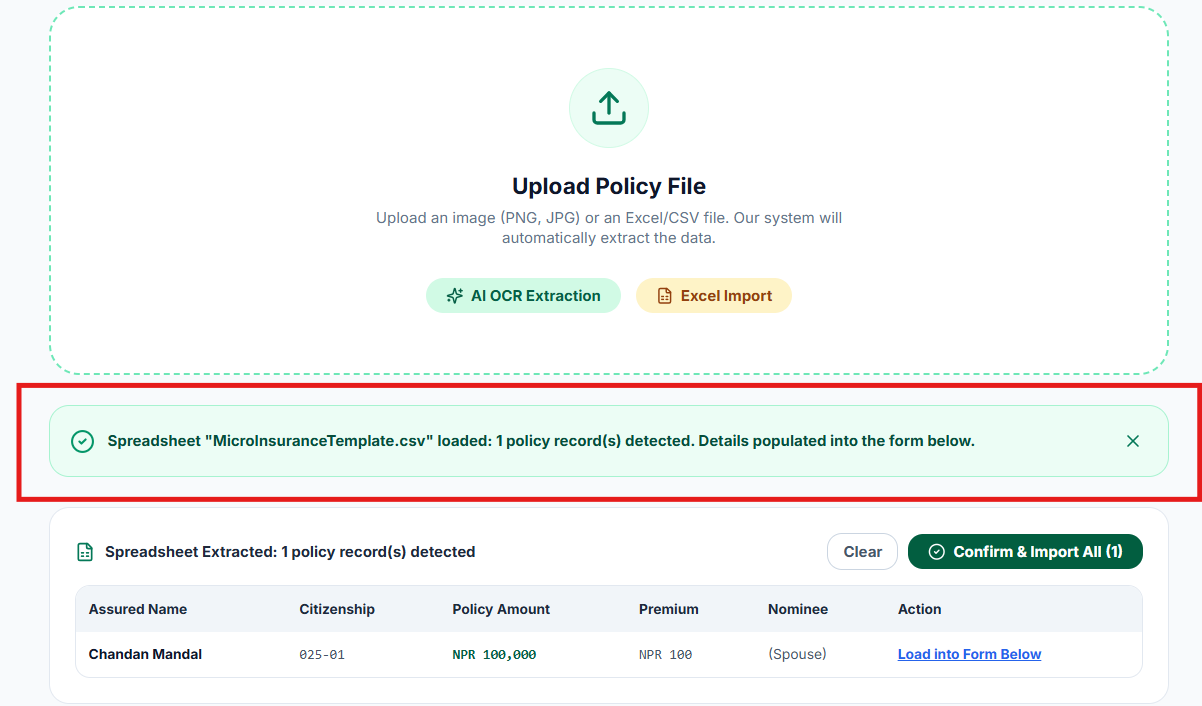 Upload Policy File
Upload an image (PNG, JPG) or an Excel/CSV file. Our system will
automatically extract the data.
AI OCR Extraction
Excel Import
Spreadsheet "MicroInsuranceTemplate.csv" loaded: 1 policy record(s) detected. Details populated into the form below.
Spreadsheet Extracted: 1 policy record(s) detected
Clear
Confirm & Import All (1)
Assured Name Citizenship Policy Amount Premium Nominee Action
Chandan Mandal 025-01 NPR 100,000 NPR 100 (Spouse) Load into Form Below